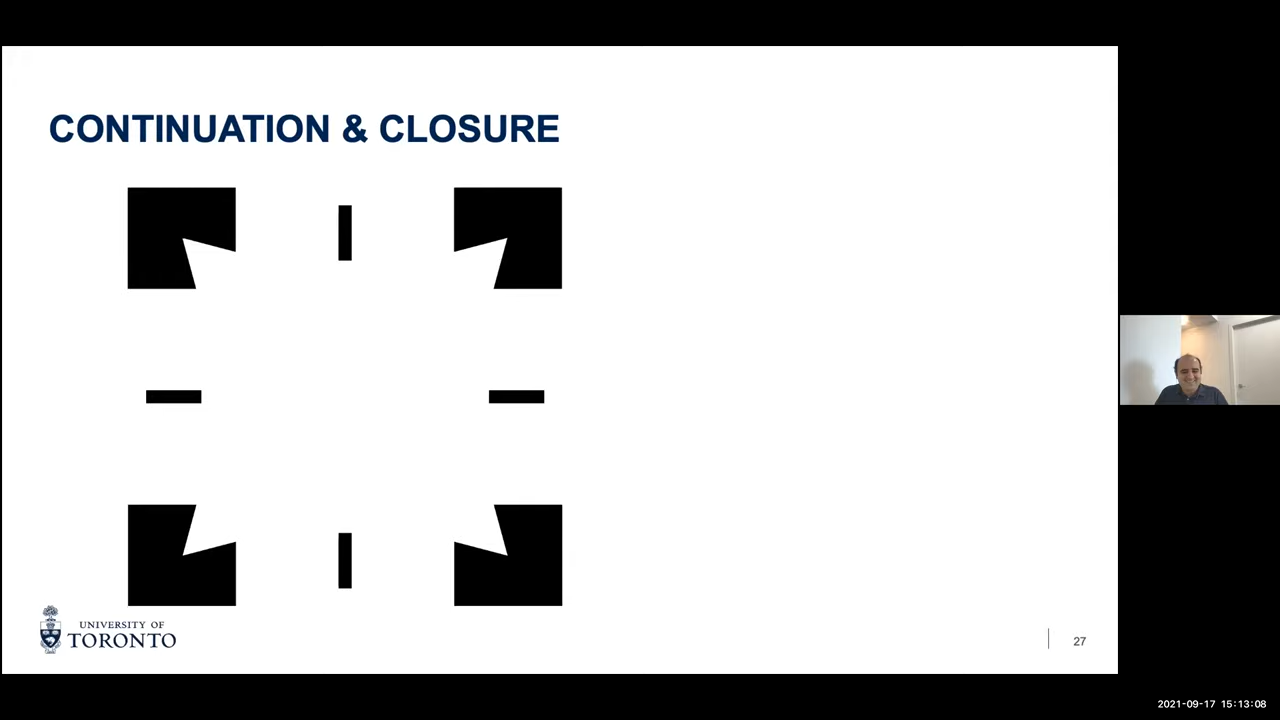 CONTINUATION & CLOSURE
UNIVERSITY OF
TORONTO
27
2021-09-17 15:13:08